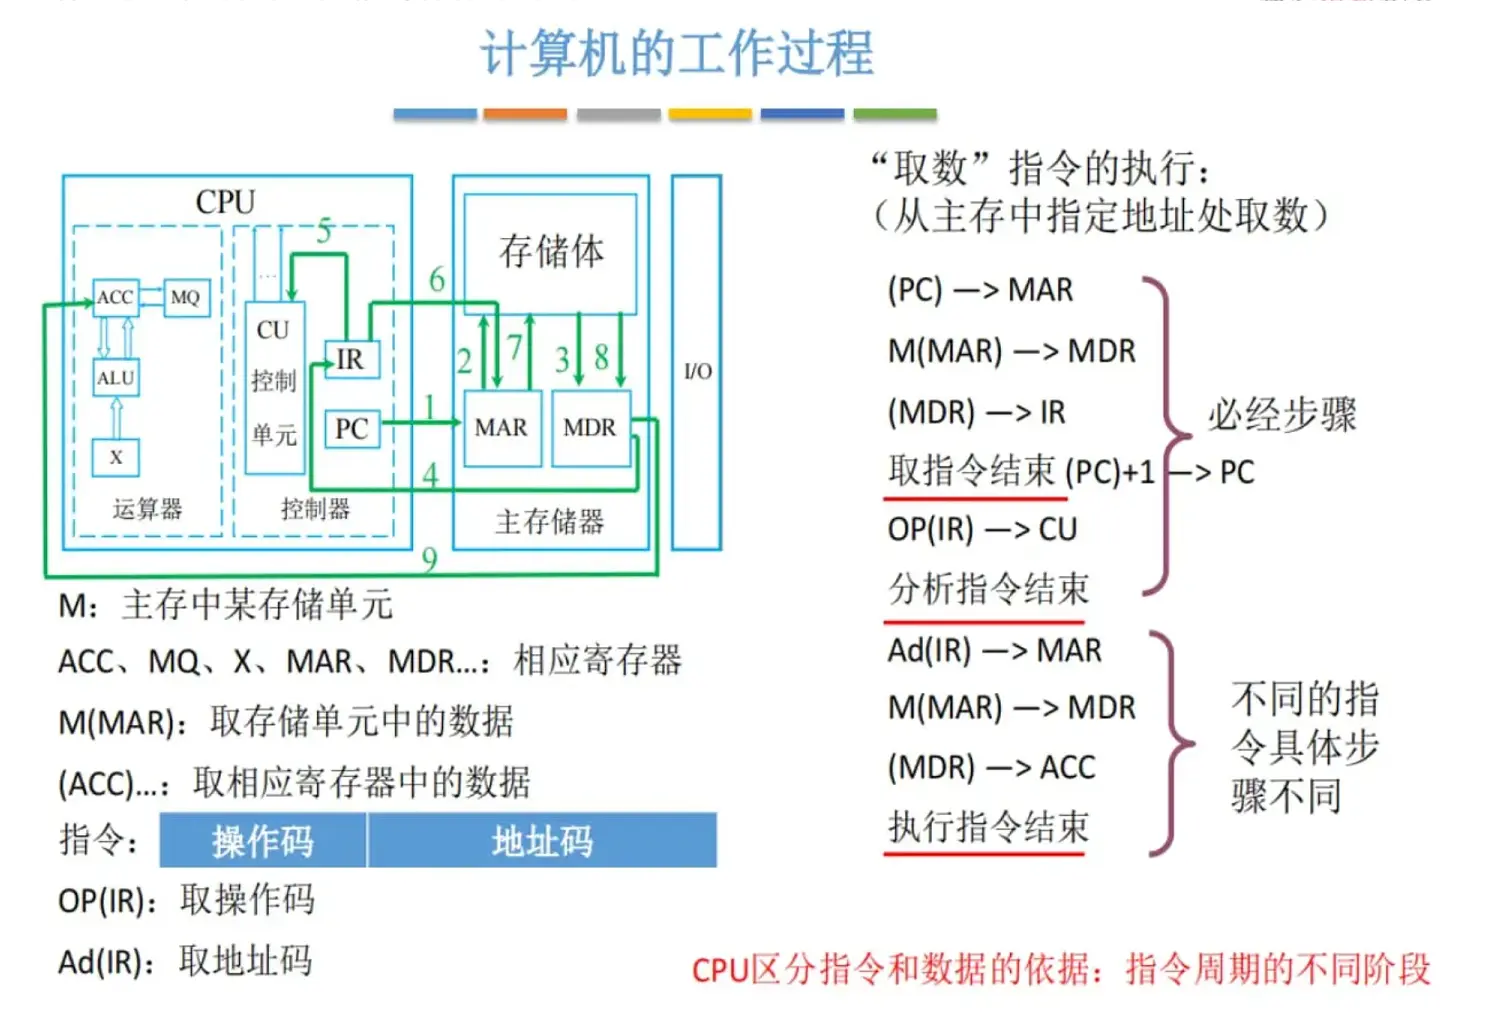 计算机的工作过程
CPU
ACC
MQ
ALU
X
运算器
5
…
CU
控制
单元
IR
PC
控制器
6
1
4
9
存储体
2
7
3
8
MAR
MDR
主存储器
I/O
M：主存中某存储单元
ACC、MQ、X、MAR、MDR...：相应寄存器
M(MAR)：取存储单元中的数据
(ACC)...：取相应寄存器中的数据
指令：
操作码
地址码
OP(IR)：取操作码
Ad(IR)：取地址码
“取数”指令的执行：
（从主存中指定地址处取数）
(PC) —> MAR
M(MAR) —> MDR
(MDR) —> IR
取指令结束 (PC)+1 —> PC
OP(IR) —> CU
分析指令结束
必经步骤
Ad(IR) —> MAR
M(MAR) —> MDR
(MDR) —> ACC
执行指令结束
不同的指
令具体步
骤不同
CPU区分指令和数据的依据：指令周期的不同阶段